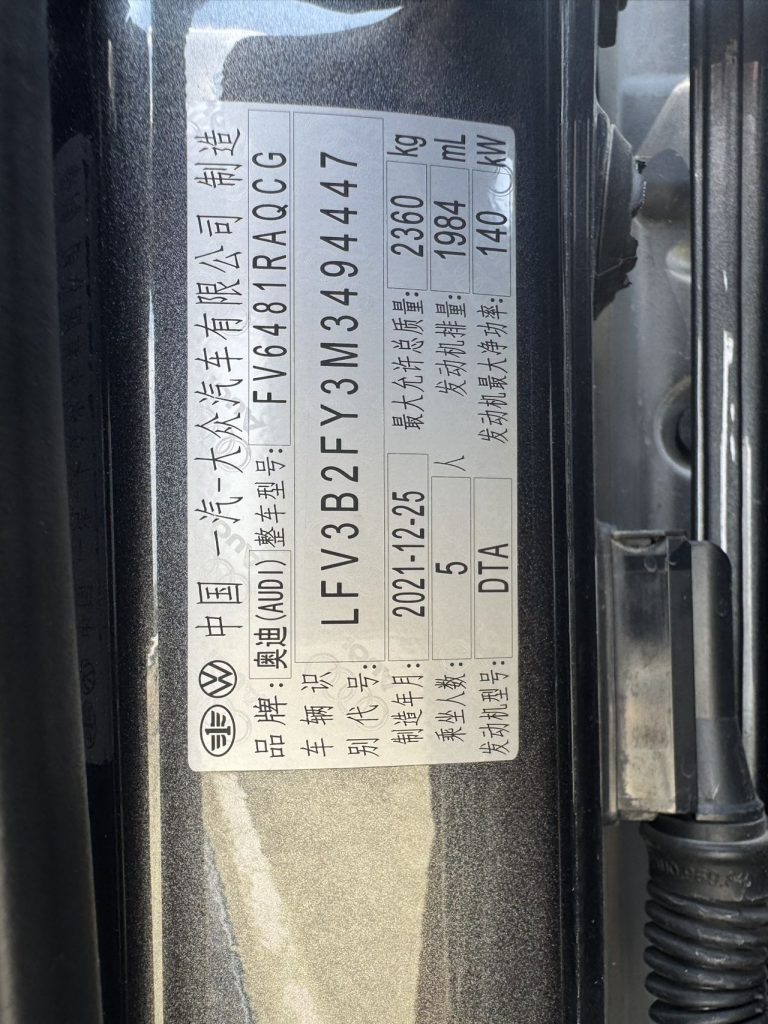 中国 一汽-大众汽车有限公司 制造
品牌: 奥迪(AUDI) 整车型号: FV6481RAQCG
车辆识别代号: LFV3B2FY3M3494447
制造年月: 2021-12-25 最大允许总质量: 2360 kg
乘坐人数: 5 人 发动机排量: 1984 mL
发动机型号: DTA 发动机最大净功率: 140 kW